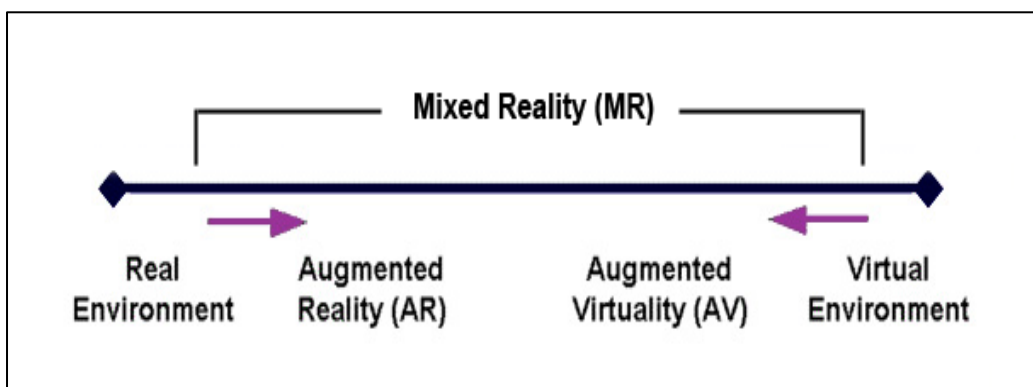 Mixed Reality (MR)
Real
Environment
Augmented
Reality (AR)
Augmented
Virtuality (AV)
Virtual
Environment